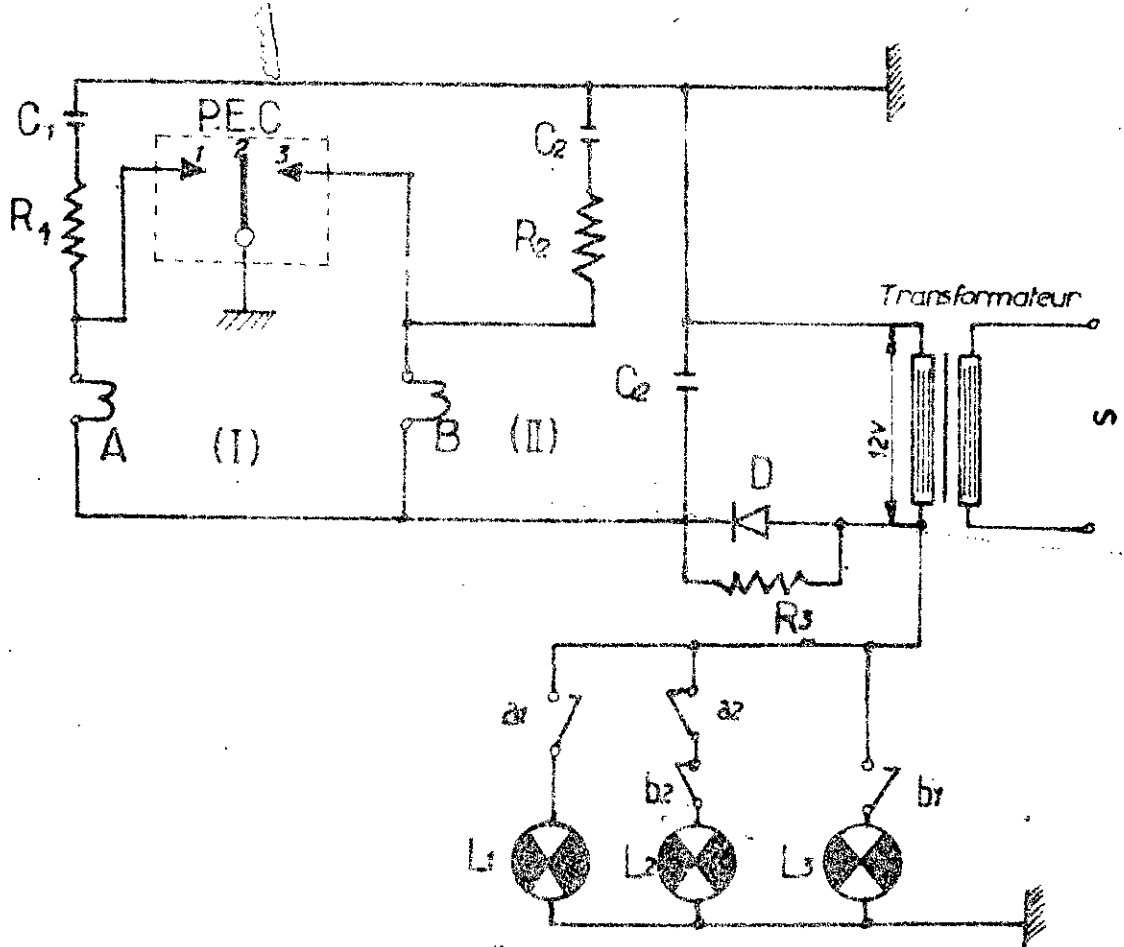 C1
P.E.C
1 2 3
C2
R1
R2
Transformateur
C2
12V
S
A
(I)
B
(II)
D
R3
a1
a2
b2
b1
L1
L2
L3